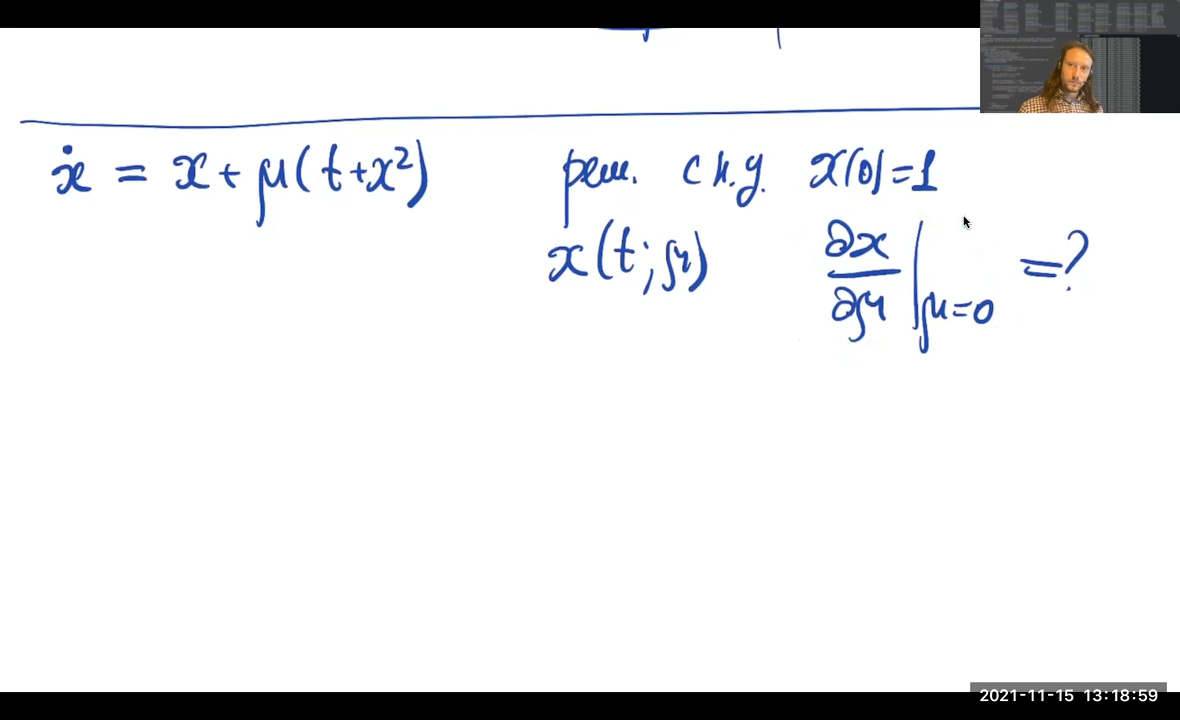 ẋ = x + μ(t+x²) реш. с н.у. x(0)=1
x(t; μ) ∂x/∂μ |μ=0 =?
2021-11-15 13:18:59